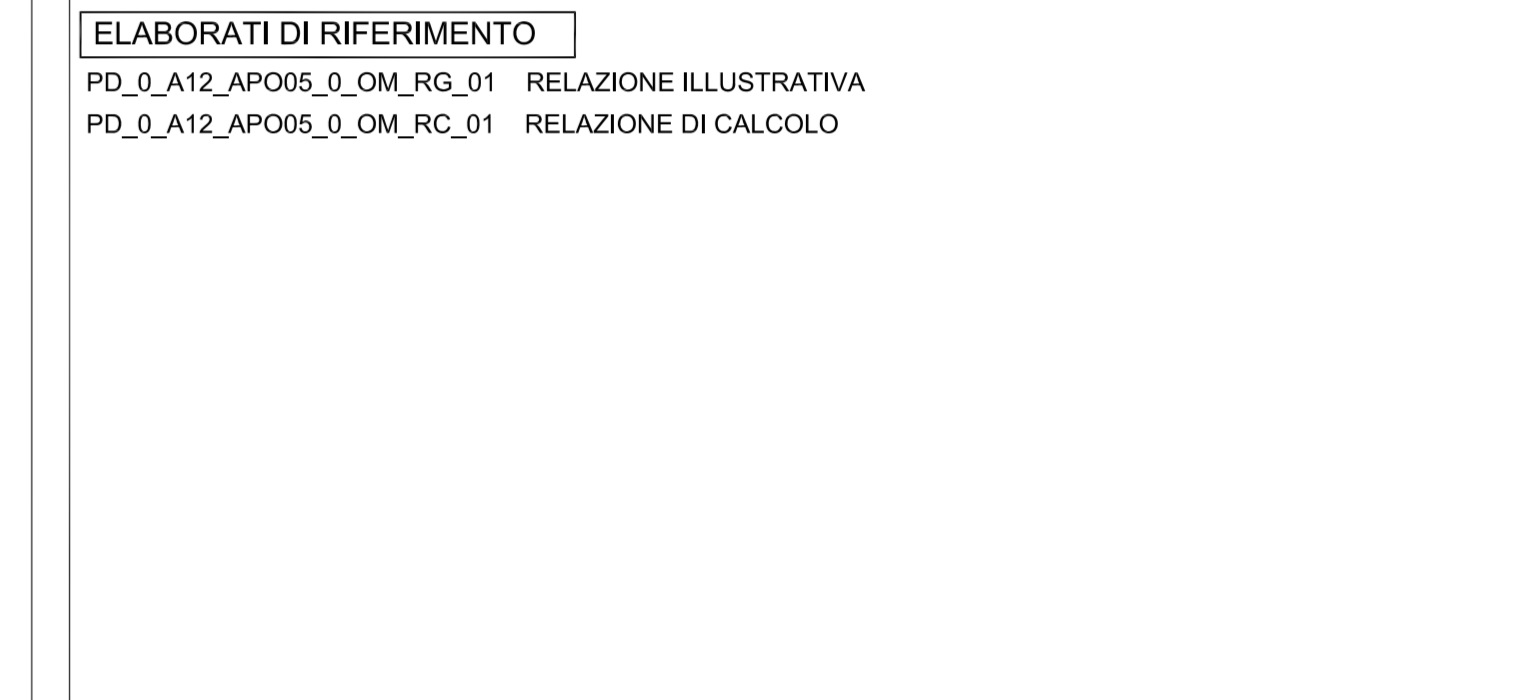 ELABORATI DI RIFERIMENTO
PD_0_A12_APO05_0_OM_RG_01 RELAZIONE ILLUSTRATIVA
PD_0_A12_APO05_0_OM_RC_01 RELAZIONE DI CALCOLO